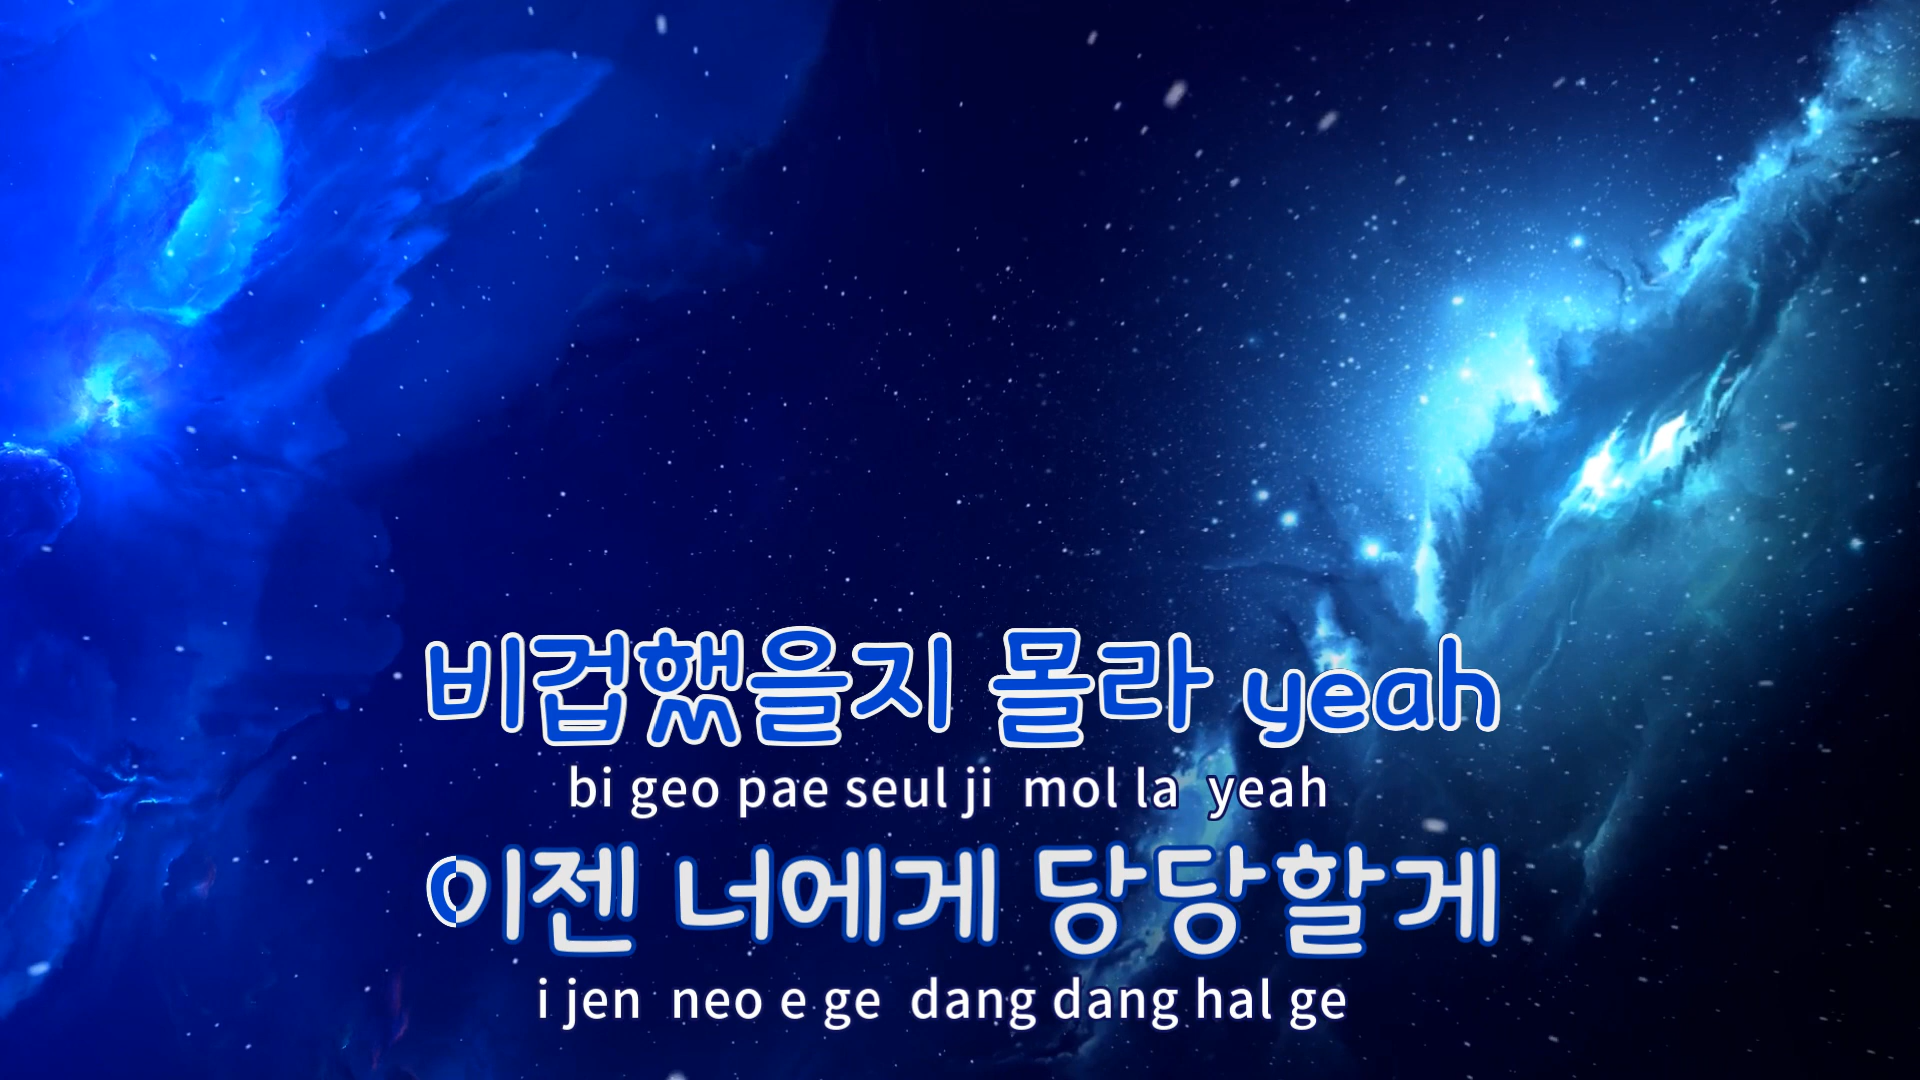 비겁했을지 몰라 yeah
bi geo pae seul ji mol la yeah
이젠 너에게 당당할게
i jen neo e ge dang dang hal ge